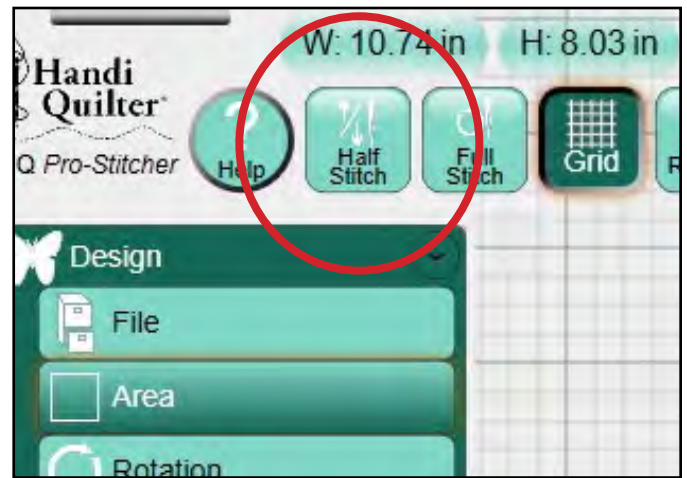 W: 10.74 in H: 8.03 in
Handi
Quilter
Q Pro-Stitcher
Help
Half
Stitch
Full
Stitch
Grid
R
Design
File
Area
Rotation